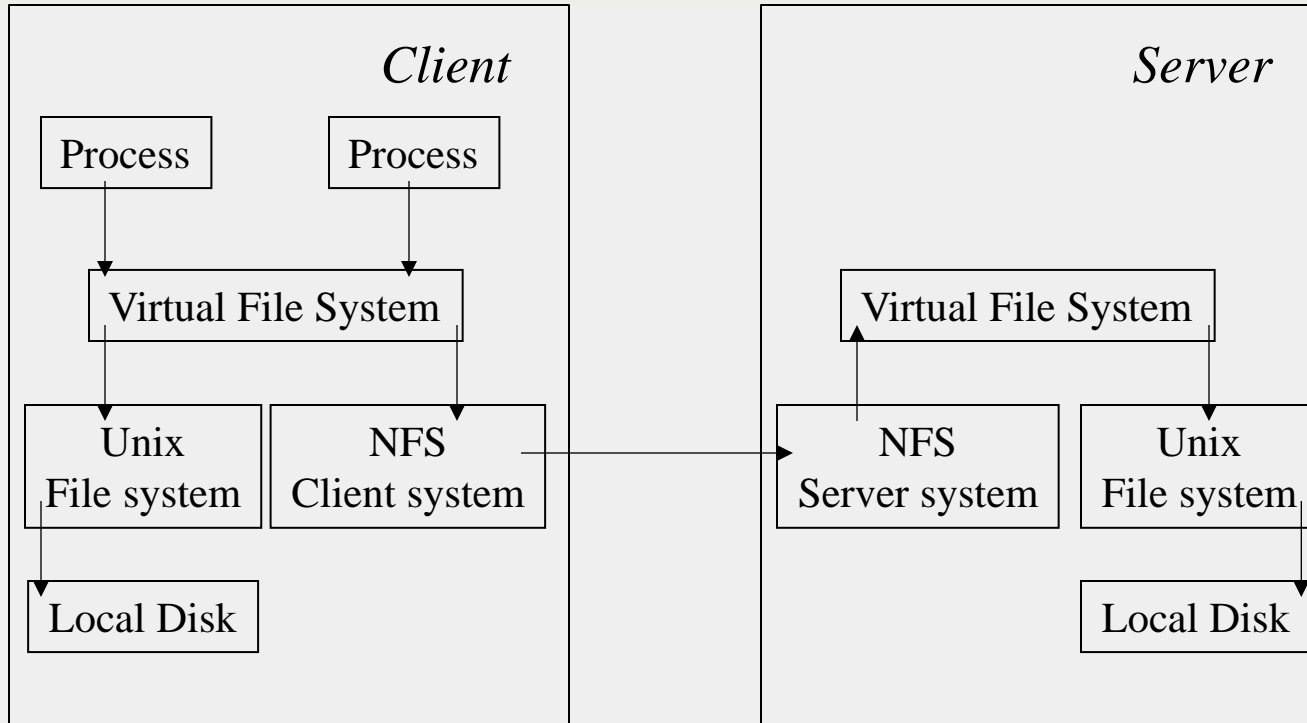 Client
Process
Process
Virtual File System
Unix
File system
NFS
Client system
Local Disk
Server
Virtual File System
NFS
Server system
Unix
File system
Local Disk